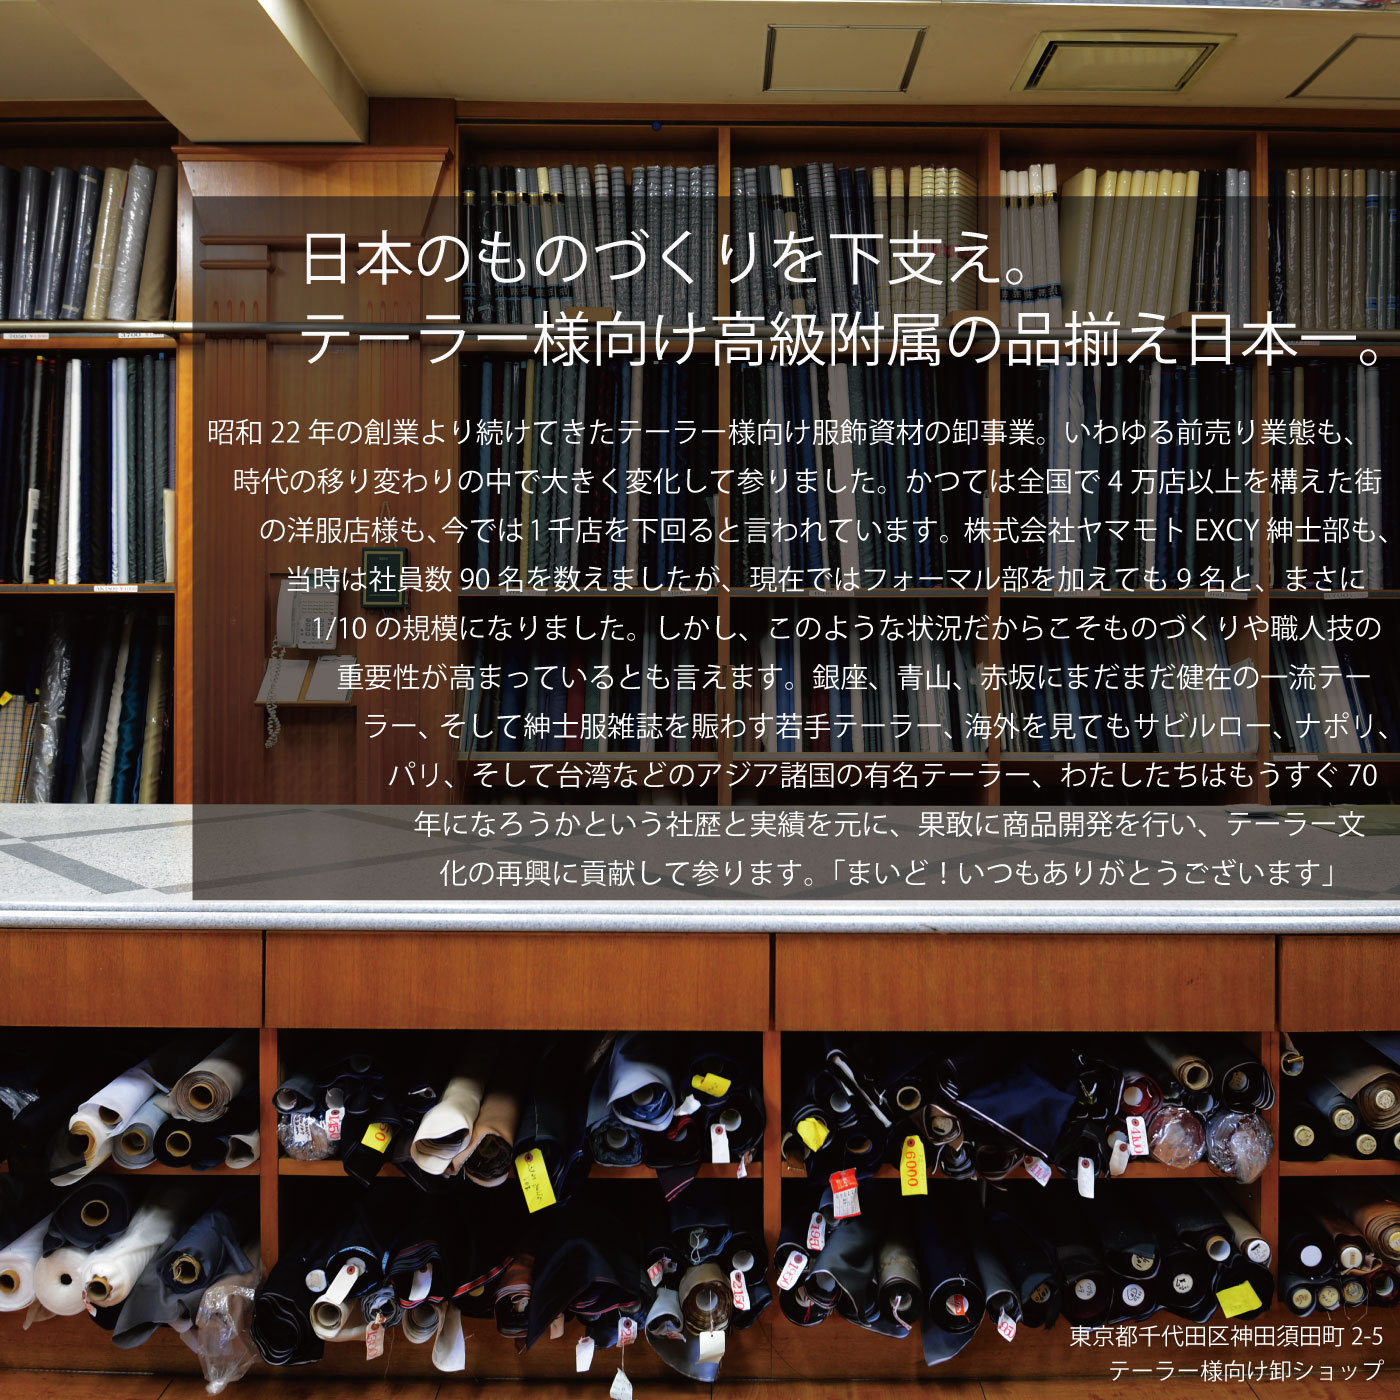 日本のものづくりを下支え。
テーラー様向け高級附属の品揃え日本一。
昭和 22 年の創業より続けてきたテーラー様向け服飾資材の卸事業。いわゆる前売り業態も、
時代の移り変わりの中で大きく変化して参りました。かつては全国で 4 万店以上を構えた街
の洋服店様も、今では 1 千店を下回ると言われています。株式会社ヤマモト EXCY 紳士部も、
当時は社員数 90 名を数えましたが、現在ではフォーマル部を加えても 9 名と、まさに
1/10 の規模になりました。しかし、このような状況だからこそものづくりや職人技の
重要性が高まっているとも言えます。銀座、青山、赤坂にまだまだ健在の一流テー
ラー、そして紳士服雑誌を賑わす若手テーラー、海外を見てもサビルロー、ナポリ、
パリ、そして台湾などのアジア諸国の有名テーラー、わたしたちはもうすぐ 70
年になろうかという社歴と実績を元に、果敢に商品開発を行い、テーラー文
化の再興に貢献して参ります。「まいど！いつもありがとうございます」
6000
東京都千代田区神田須田町 2-5
テーラー様向け卸ショップ